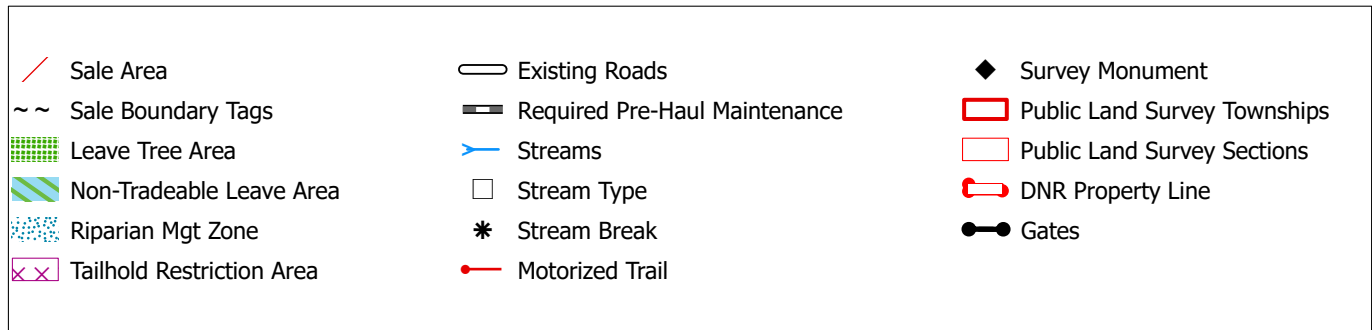 Sale Area
Sale Boundary Tags
Leave Tree Area
Non-Tradeable Leave Area
Riparian Mgt Zone
Tailhold Restriction Area
Existing Roads
Required Pre-Haul Maintenance
Streams
Stream Type
Stream Break
Motorized Trail
Survey Monument
Public Land Survey Townships
Public Land Survey Sections
DNR Property Line
Gates